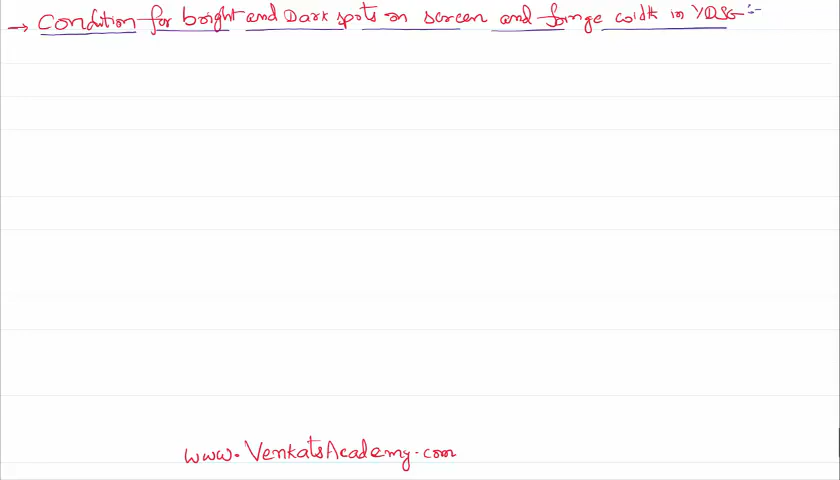 → Condition for bright and Dark spots on screen and fringe width in YDSE :-
www.VenkatsAcademy.com